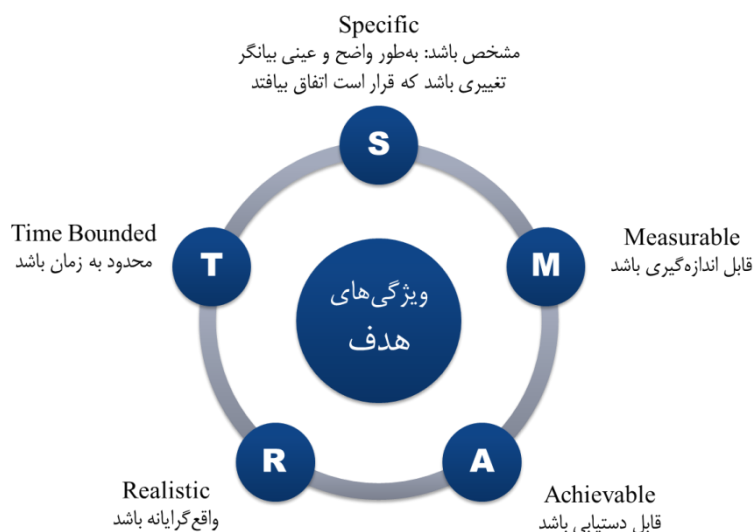 Specific
مشخص باشد: به‌طور واضح و عینی بیانگر
تغییری باشد که قرار است اتفاق بیافتد
S
Measurable
قابل اندازه‌گیری باشد
M
Achievable
قابل دستیابی باشد
A
Realistic
واقع‌گرایانه باشد
R
Time Bounded
محدود به زمان باشد
T
ویژگی‌های
هدف